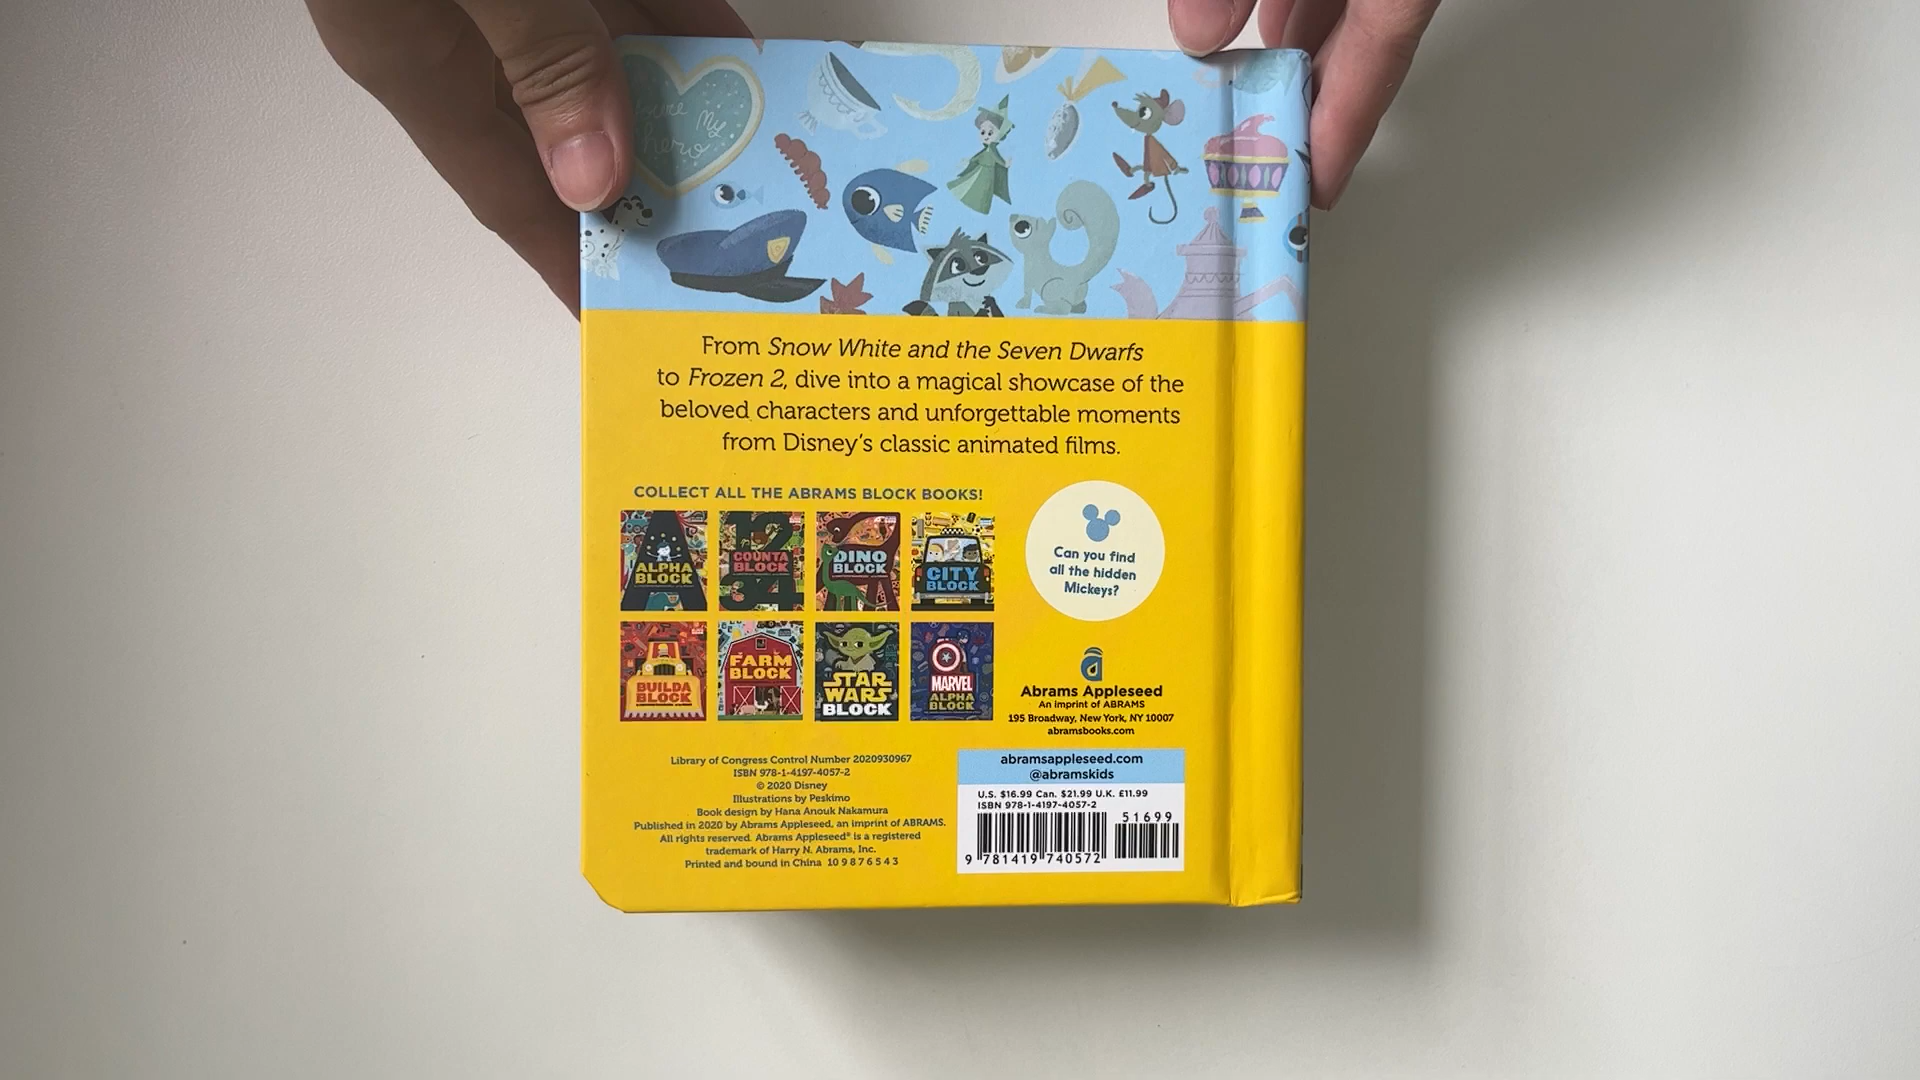 You're My
hero
From Snow White and the Seven Dwarfs
to Frozen 2, dive into a magical showcase of the
beloved characters and unforgettable moments
from Disney's classic animated films.
COLLECT ALL THE ABRAMS BLOCK BOOKS!
ALPHA
BLOCK
12
COUNTA
BLOCK
34
DINO
BLOCK
CITY
BLOCK
BUILDA
BLOCK
FARM
BLOCK
STAR
WARS
BLOCK
MARVEL
ALPHA
BLOCK
Can you find
all the hidden
Mickeys?
a
Abrams Appleseed
An imprint of ABRAMS
195 Broadway, New York, NY 10007
abramsbooks.com
Library of Congress Control Number 2020930967
ISBN 978-1-4197-4057-2
© 2020 Disney
Illustrations by Peskimo
Book design by Hana Anouk Nakamura
Published in 2020 by Abrams Appleseed, an imprint of ABRAMS.
All rights reserved. Abrams Appleseed® is a registered
trademark of Harry N. Abrams, Inc.
Printed and bound in China 10 9 8 7 6 5 4 3
abramsappleseed.com
@abramskids
U.S. $16.99 Can. $21.99 U.K. £11.99
ISBN 978-1-4197-4057-2
51699
9 781419 740572